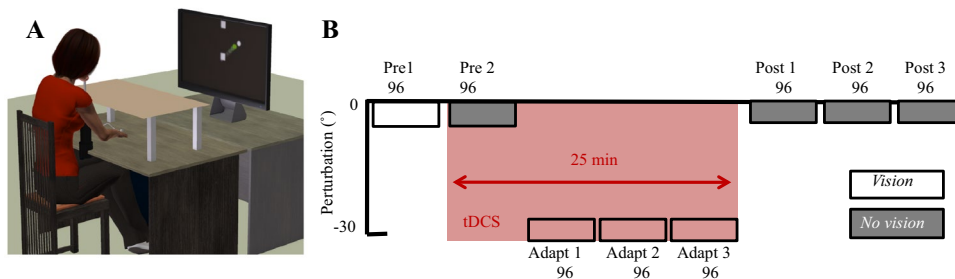 A
B
Pre1
96
Pre 2
96
Post 1
96
Post 2
96
Post 3
96
0
Perturbation (˚)
-30
25 min
tDCS
Adapt 1
96
Adapt 2
96
Adapt 3
96
Vision
No vision